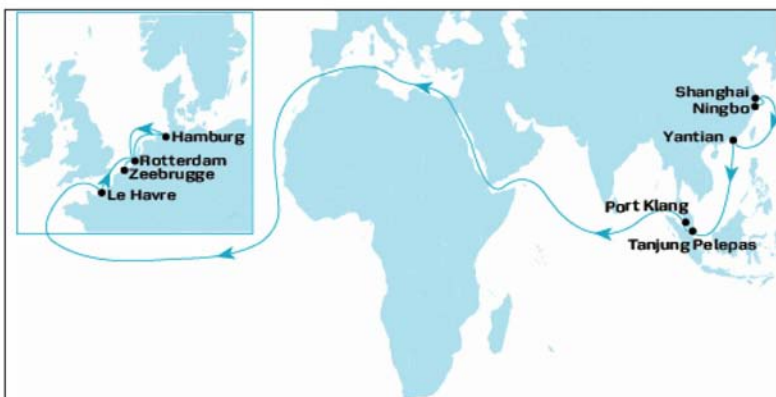 Shanghai
Ningbo
Hamburg
Yantian
Rotterdam
Zeebrugge
Le Havre
Port Klang
Tanjung Pelepas